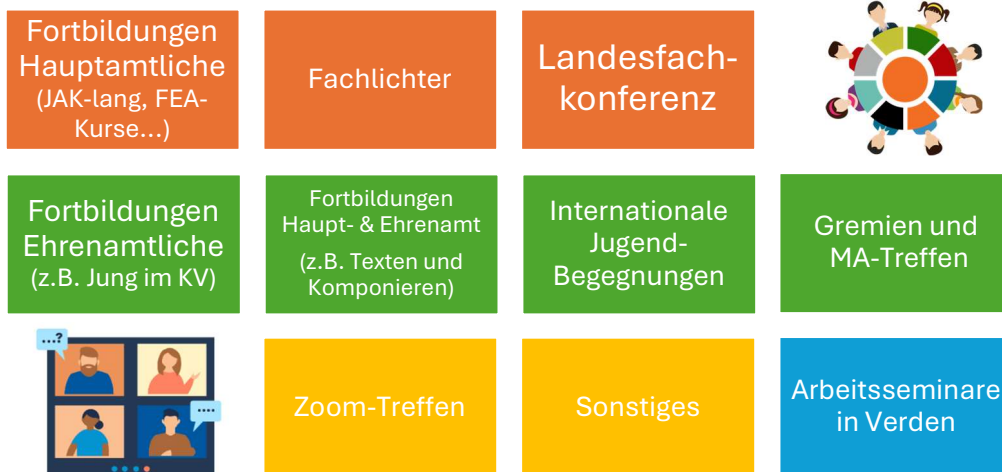 Fortbildungen
Hauptamtliche
(JAK-lang, FEA-
Kurse...)
Fachlichter
Landesfach-
konferenz
Fortbildungen
Ehrenamtliche
(z.B. Jung im KV)
Fortbildungen
Haupt- & Ehrenamt
(z.B. Texten und
Komponieren)
Internationale
Jugend-
Begegnungen
Gremien und
MA-Treffen
...?
....
Zoom-Treffen
Sonstiges
Arbeitsseminare
in Verden